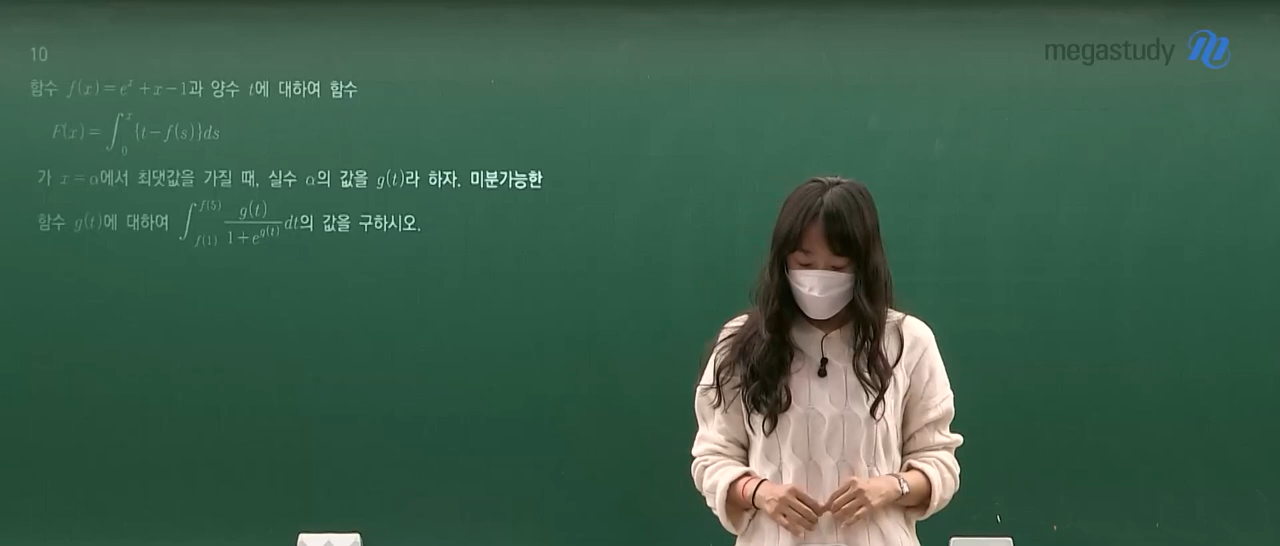 megastudy
10
함수 f(x)=e^x+x-1과 양수 t에 대하여 함수
F(x)=∫_0^x{t-f(s)}ds
가 x=α에서 최댓값을 가질 때, 실수 α의 값을 g(t)라 하자. 미분가능한
함수 g(t)에 대하여 ∫_{f(1)}^{f(5)} g(t)/(1+e^{g(t)}) dt의 값을 구하시오.